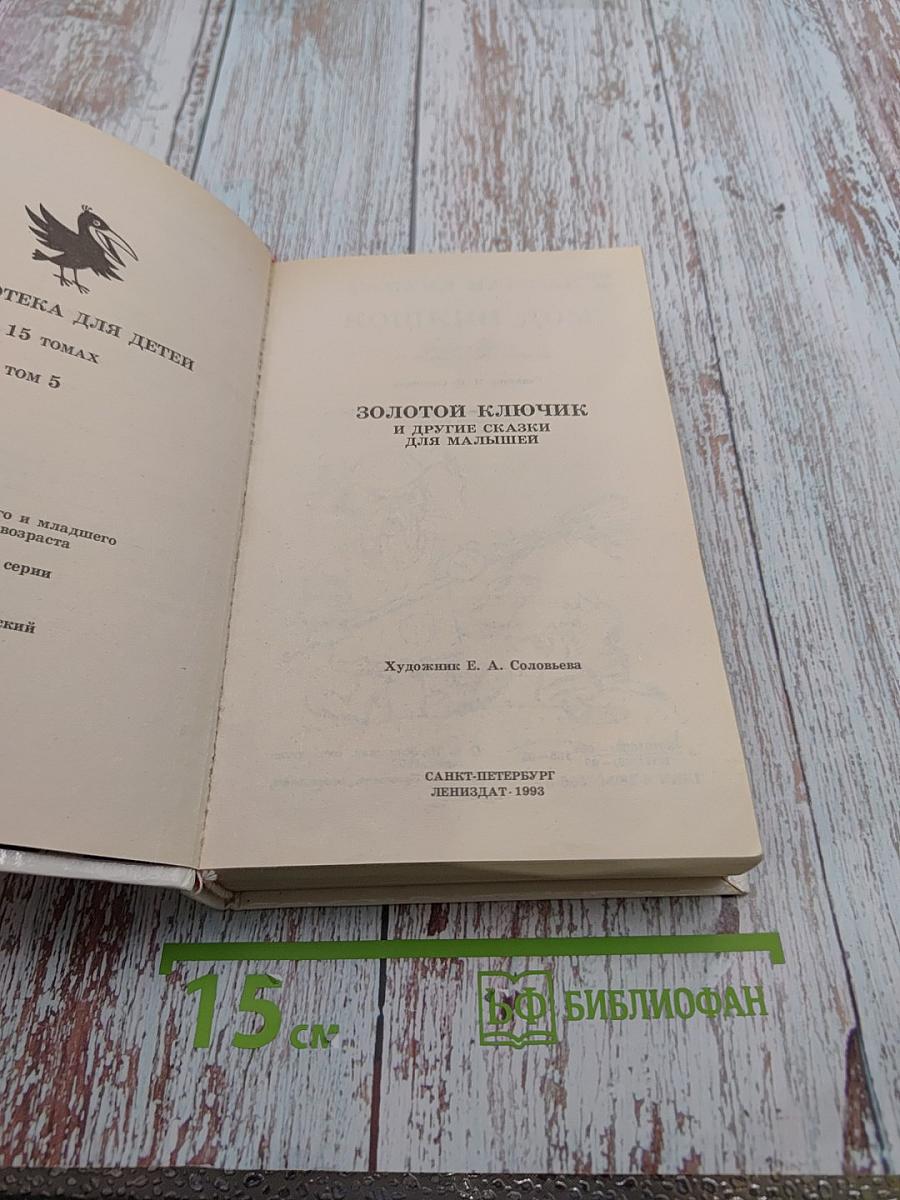 ОТЕКА ДЛЯ ДЕТЕЙ
15 ТОМАХ
ТОМ 5
го и младшего
возраста
серии
ский
ЗОЛОТОЙ КЛЮЧИК
И ДРУГИЕ СКАЗКИ
ДЛЯ МАЛЫШЕЙ
Художник Е. А. Соловьева
САНКТ-ПЕТЕРБУРГ
ЛЕНИЗДАТ · 1993
15 см
БФ БИБЛИОФАН